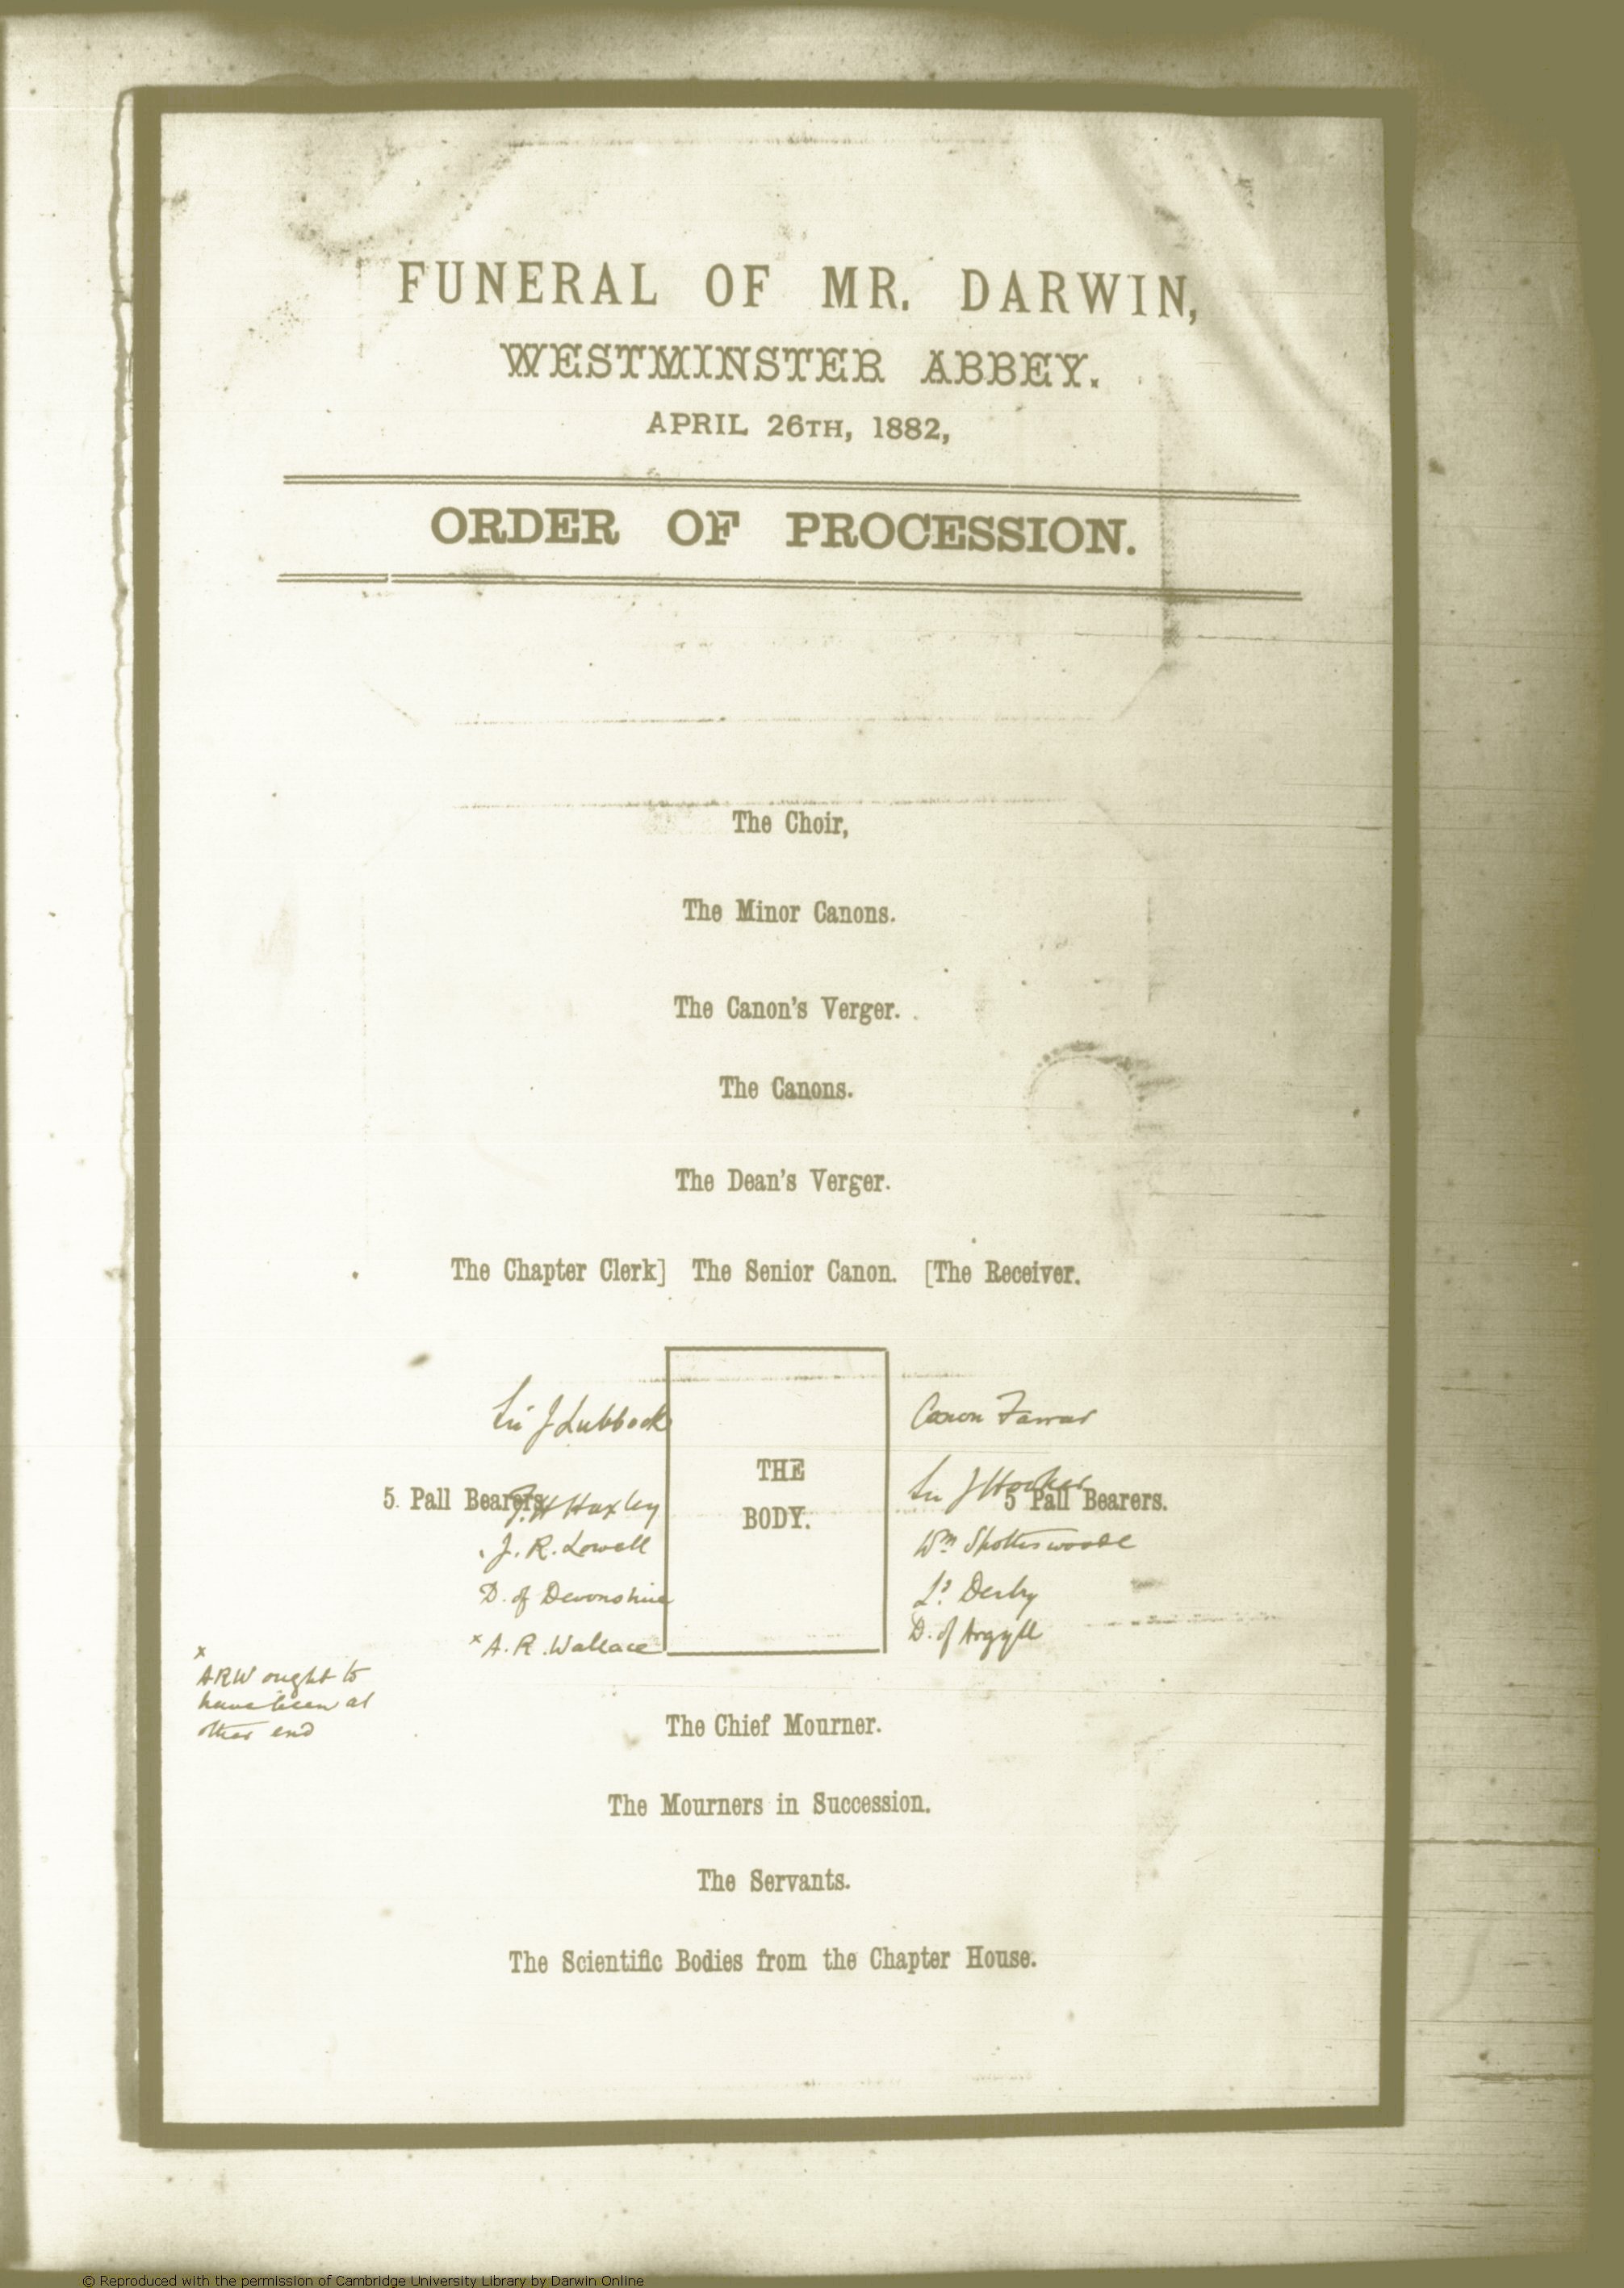 FUNERAL OF MR. DARWIN,
WESTMINSTER ABBEY.
APRIL 26TH, 1882,
ORDER OF PROCESSION.
The Choir,
The Minor Canons.
The Canon's Verger.
The Canons.
The Dean's Verger.
The Chapter Clerk] The Senior Canon. [The Receiver.
Sir J Lubbock
5. Pall Bearers.
T. H Huxley
J. R. Lowell
D. of Devonshire
x A. R. Wallace
x
ARW ought to
have been at
other end
THE
BODY.
Canon Farrar
Sir J Hooker
5 Pall Bearers.
Wm Spottiswoode
Ld. Derby
D. of Argyll
The Chief Mourner.
The Mourners in Succession.
The Servants.
The Scientific Bodies from the Chapter House.
© Reproduced with the permission of Cambridge University Library by Darwin Online